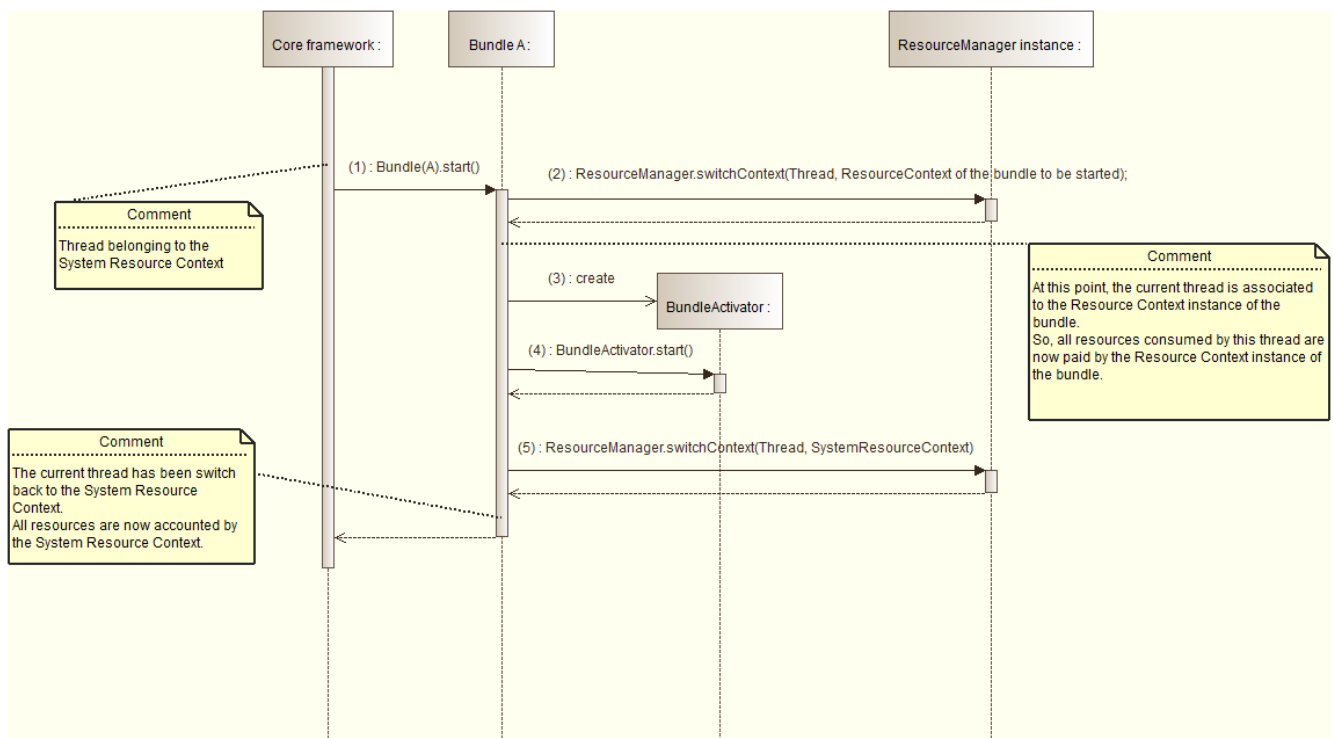 Core framework :
Bundle A:
ResourceManager instance :
(1) : Bundle(A).start()
(2) : ResourceManager.switchContext(Thread, ResourceContext of the bundle to be started);
Comment
Thread belonging to the
System Resource Context
Comment
At this point, the current thread is associated
to the Resource Context instance of the
bundle.
So, all resources consumed by this thread are
now paid by the Resource Context instance of
the bundle.
(3) : create
BundleActivator :
(4) : BundleActivator.start()
Comment
The current thread has been switch
back to the System Resource
Context.
All resources are now accounted by
the System Resource Context.
(5) : ResourceManager.switchContext(Thread, SystemResourceContext)